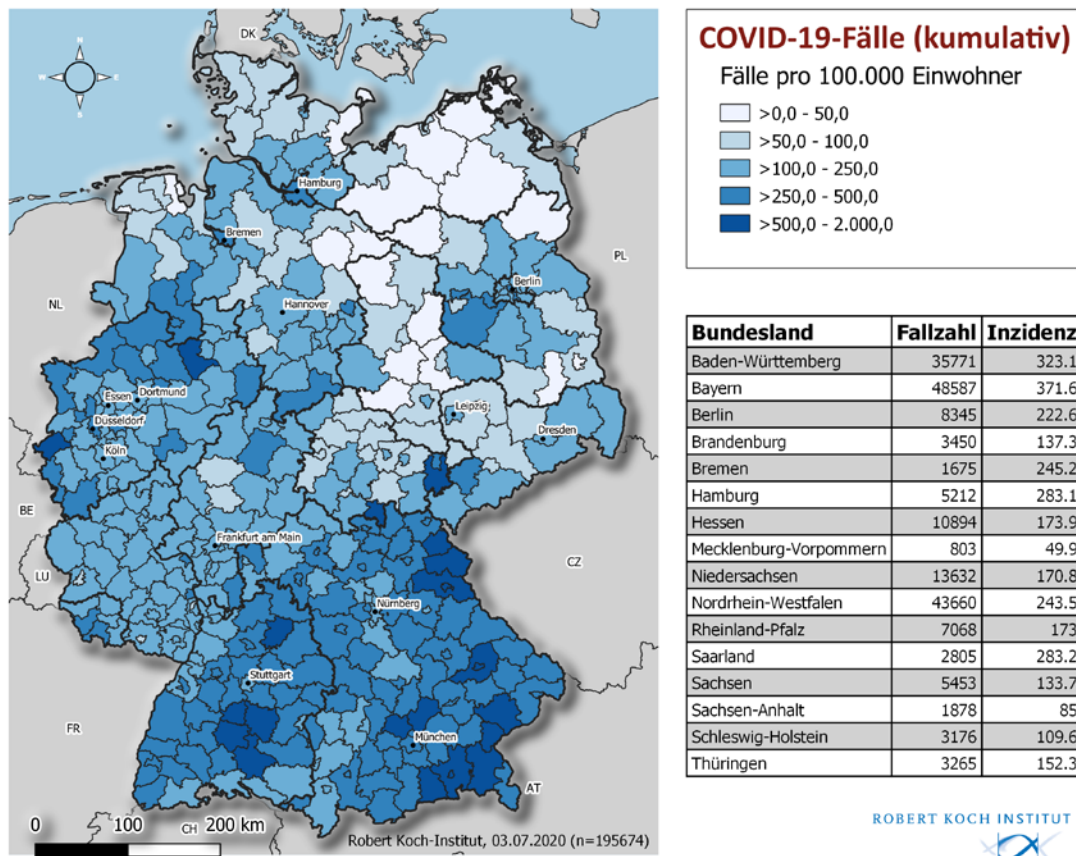 DK
N
W E
S
Hamburg
Bremen
Berlin
PL
NL
Hannover
Essen
Dortmund
Düsseldorf
Leipzig
Dresden
Köln
BE
Frankfurt am Main
LU
CZ
Nürnberg
Stuttgart
FR
München
AT
CH
0 100 200 km
Robert Koch-Institut, 03.07.2020 (n=195674)
COVID-19-Fälle (kumulativ)
Fälle pro 100.000 Einwohner
>0,0 - 50,0
>50,0 - 100,0
>100,0 - 250,0
>250,0 - 500,0
>500,0 - 2.000,0
Bundesland Fallzahl Inzidenz
Baden-Württemberg 35771 323.1
Bayern 48587 371.6
Berlin 8345 222.6
Brandenburg 3450 137.3
Bremen 1675 245.2
Hamburg 5212 283.1
Hessen 10894 173.9
Mecklenburg-Vorpommern 803 49.9
Niedersachsen 13632 170.8
Nordrhein-Westfalen 43660 243.5
Rheinland-Pfalz 7068 173
Saarland 2805 283.2
Sachsen 5453 133.7
Sachsen-Anhalt 1878 85
Schleswig-Holstein 3176 109.6
Thüringen 3265 152.3
ROBERT KOCH INSTITUT